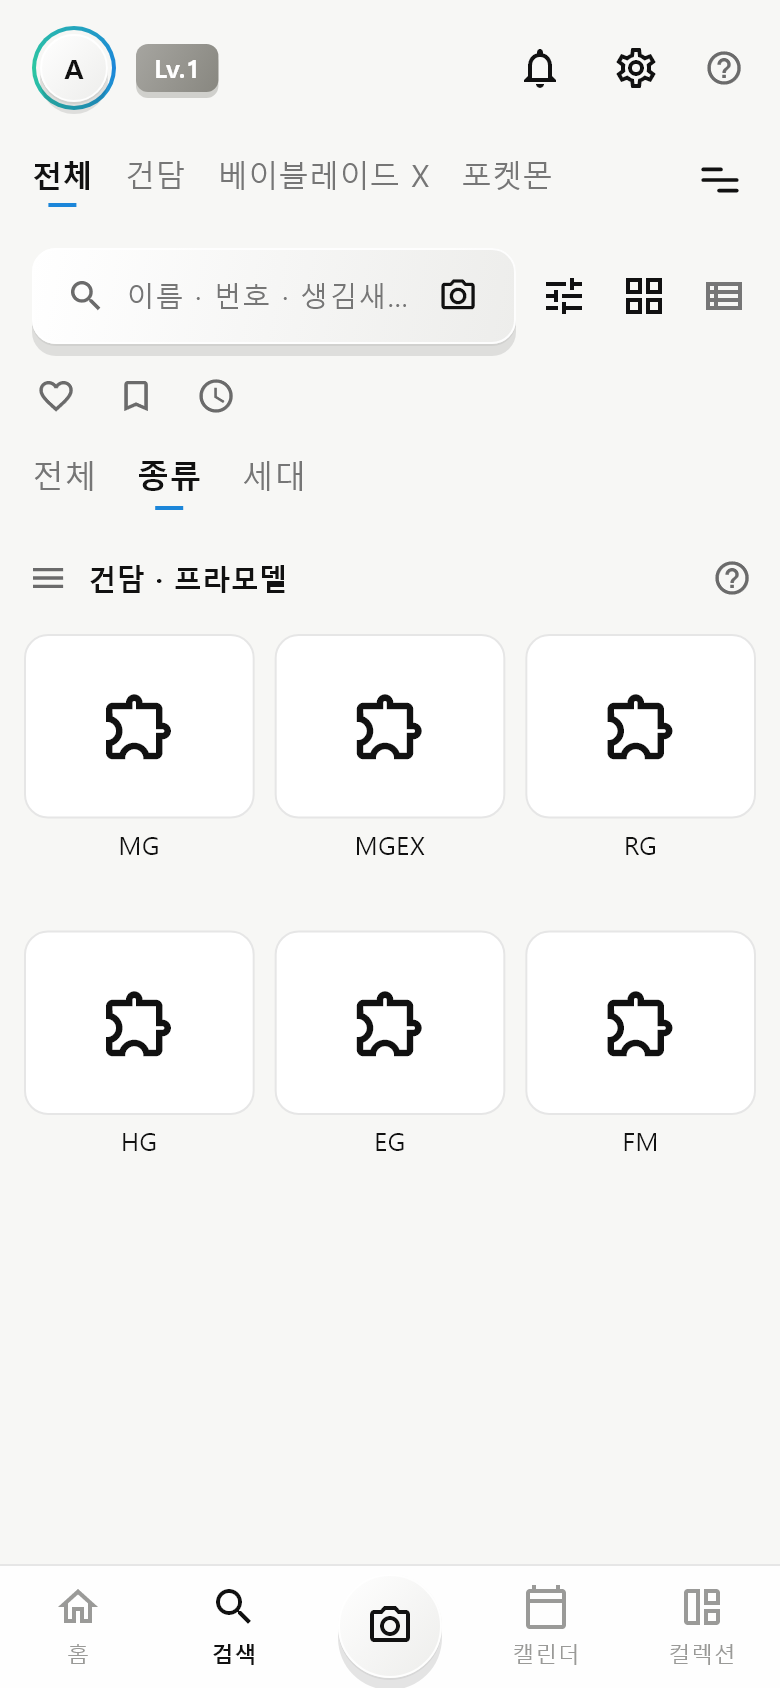 A
Lv.1
전체 건담 베이블레이드 X 포켓몬
이름 · 번호 · 생김새...
전체 종류 세대
건담 · 프라모델
MG MGEX RG
HG EG FM
홈 검색 캘린더 컬렉션